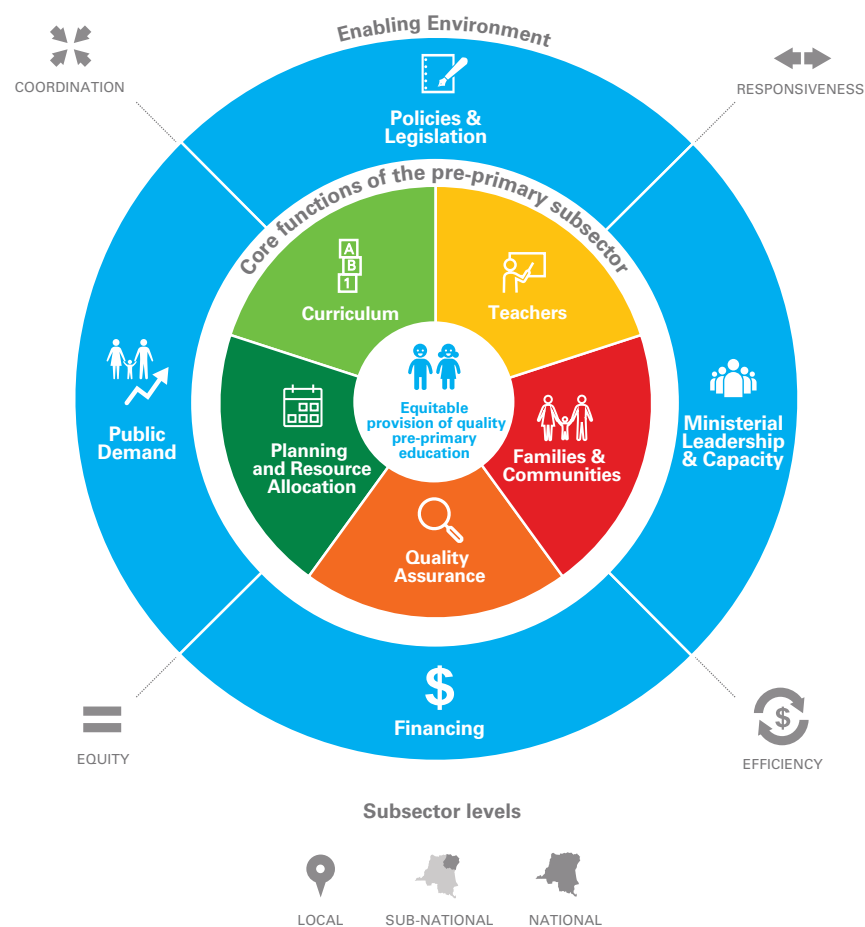 Enabling Environment
COORDINATION
RESPONSIVENESS
Policies &
Legislation
Core functions of the pre-primary subsector
A
B
1
Curriculum
Teachers
Equitable
provision of quality
pre-primary
education
Public
Demand
Planning
and Resource
Allocation
Families &
Communities
Ministerial
Leadership
& Capacity
Quality
Assurance
$
Financing
EQUITY
$
EFFICIENCY
Subsector levels
LOCAL
SUB-NATIONAL
NATIONAL